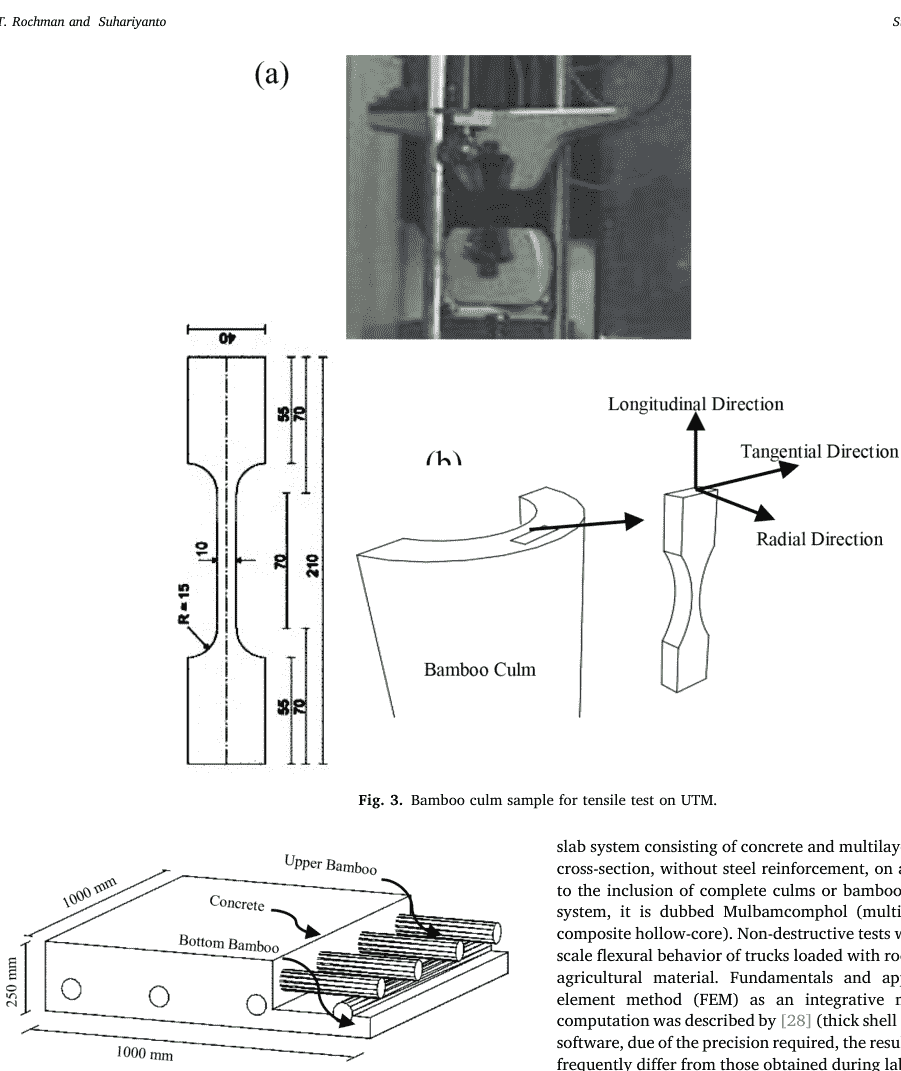 T. Rochman and Suhariyanto
(a)
40
55
70
Longitudinal Direction
Tangential Direction
(b)
Radial Direction
10
70
210
R = 15
Bamboo Culm
55
70
Fig. 3. Bamboo culm sample for tensile test on UTM.
Upper Bamboo
1000 mm
Concrete
Bottom Bamboo
250 mm
1000 mm
slab system consisting of concrete and multilay
cross-section, without steel reinforcement, on a
to the inclusion of complete culms or bamboo
system, it is dubbed Mulbamcomphol (multi
composite hollow-core). Non-destructive tests w
scale flexural behavior of trucks loaded with ro
agricultural material. Fundamentals and app
element method (FEM) as an integrative n
computation was described by [28] (thick shell
software, due of the precision required, the resu
frequently differ from those obtained during lal